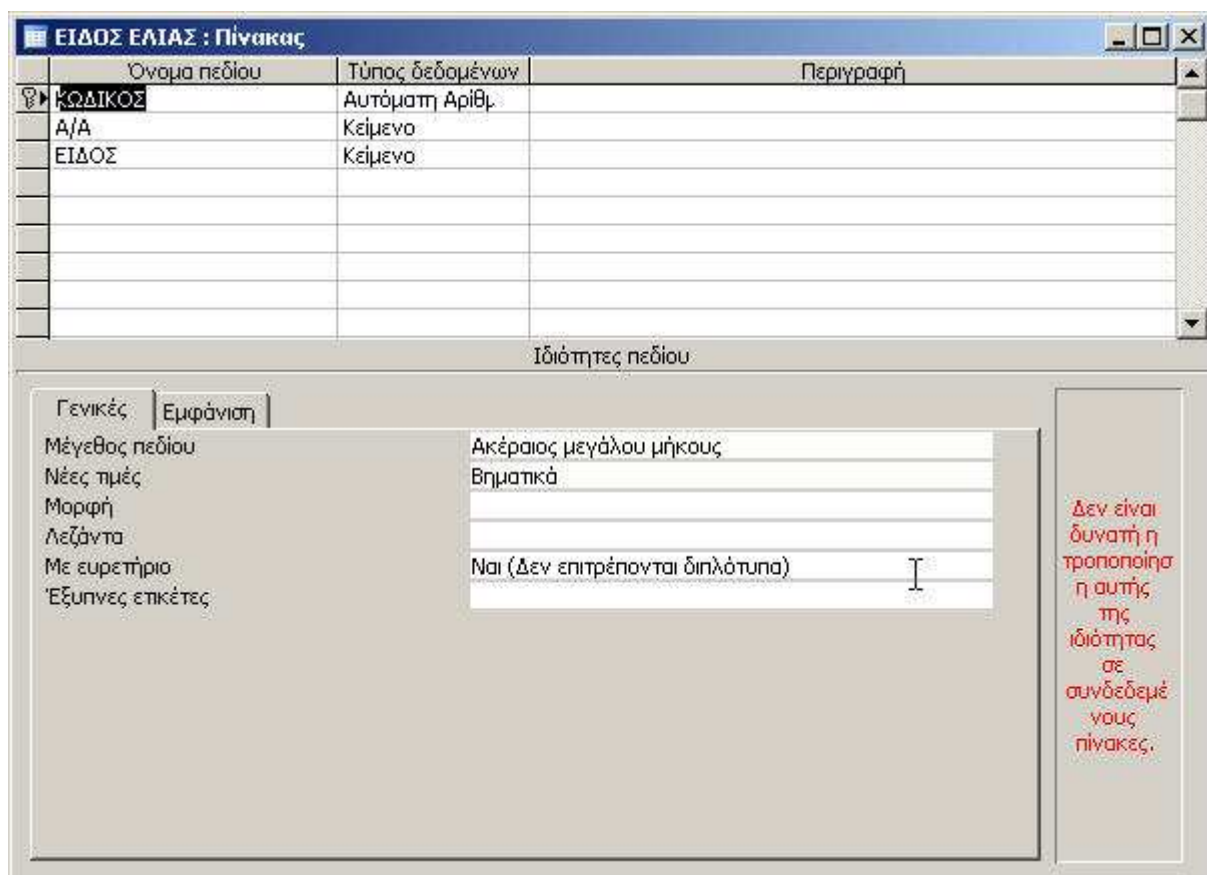 ΕΙΔΟΣ ΕΛΙΑΣ : Πίνακας
Όνομα πεδίου Τύπος δεδομένων Περιγραφή
ΚΩΔΙΚΟΣ Αυτόματη Αρίθμ
Α/Α Κείμενο
ΕΙΔΟΣ Κείμενο
Ιδιότητες πεδίου
Γενικές Εμφάνιση
Μέγεθος πεδίου Ακέραιος μεγάλου μήκους
Νέες τιμές Βηματικά
Μορφή
Λεζάντα
Με ευρετήριο Ναι (Δεν επιτρέπονται διπλότυπα)
Έξυπνες ετικέτες
Δεν είναι
δυνατή η
τροποποίησ
η αυτής
της
ιδιότητας
σε
συνδεδεμέ
νους
πίνακες.